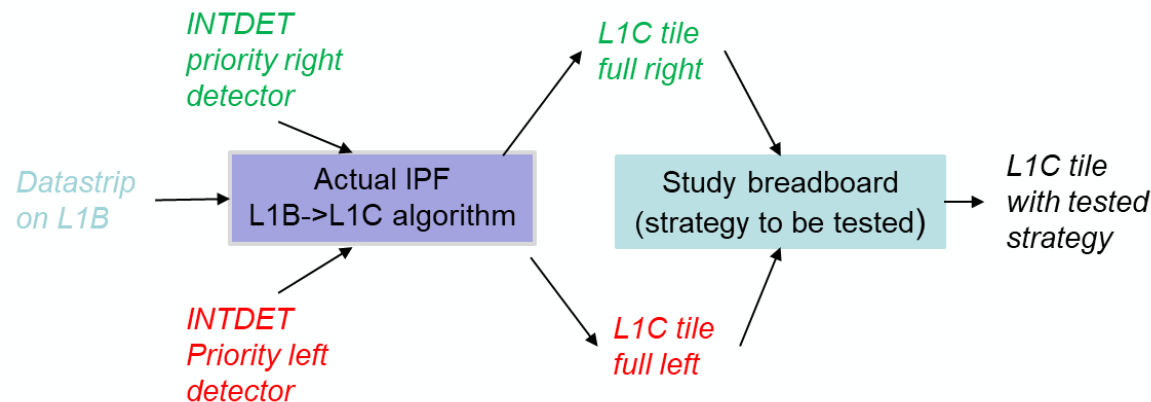 INTDET
priority right
detector
L1C tile
full right
Datastrip
on L1B
Actual IPF
L1B->L1C algorithm
Study breadboard
(strategy to be tested)
L1C tile
with tested
strategy
INTDET
Priority left
detector
L1C tile
full left